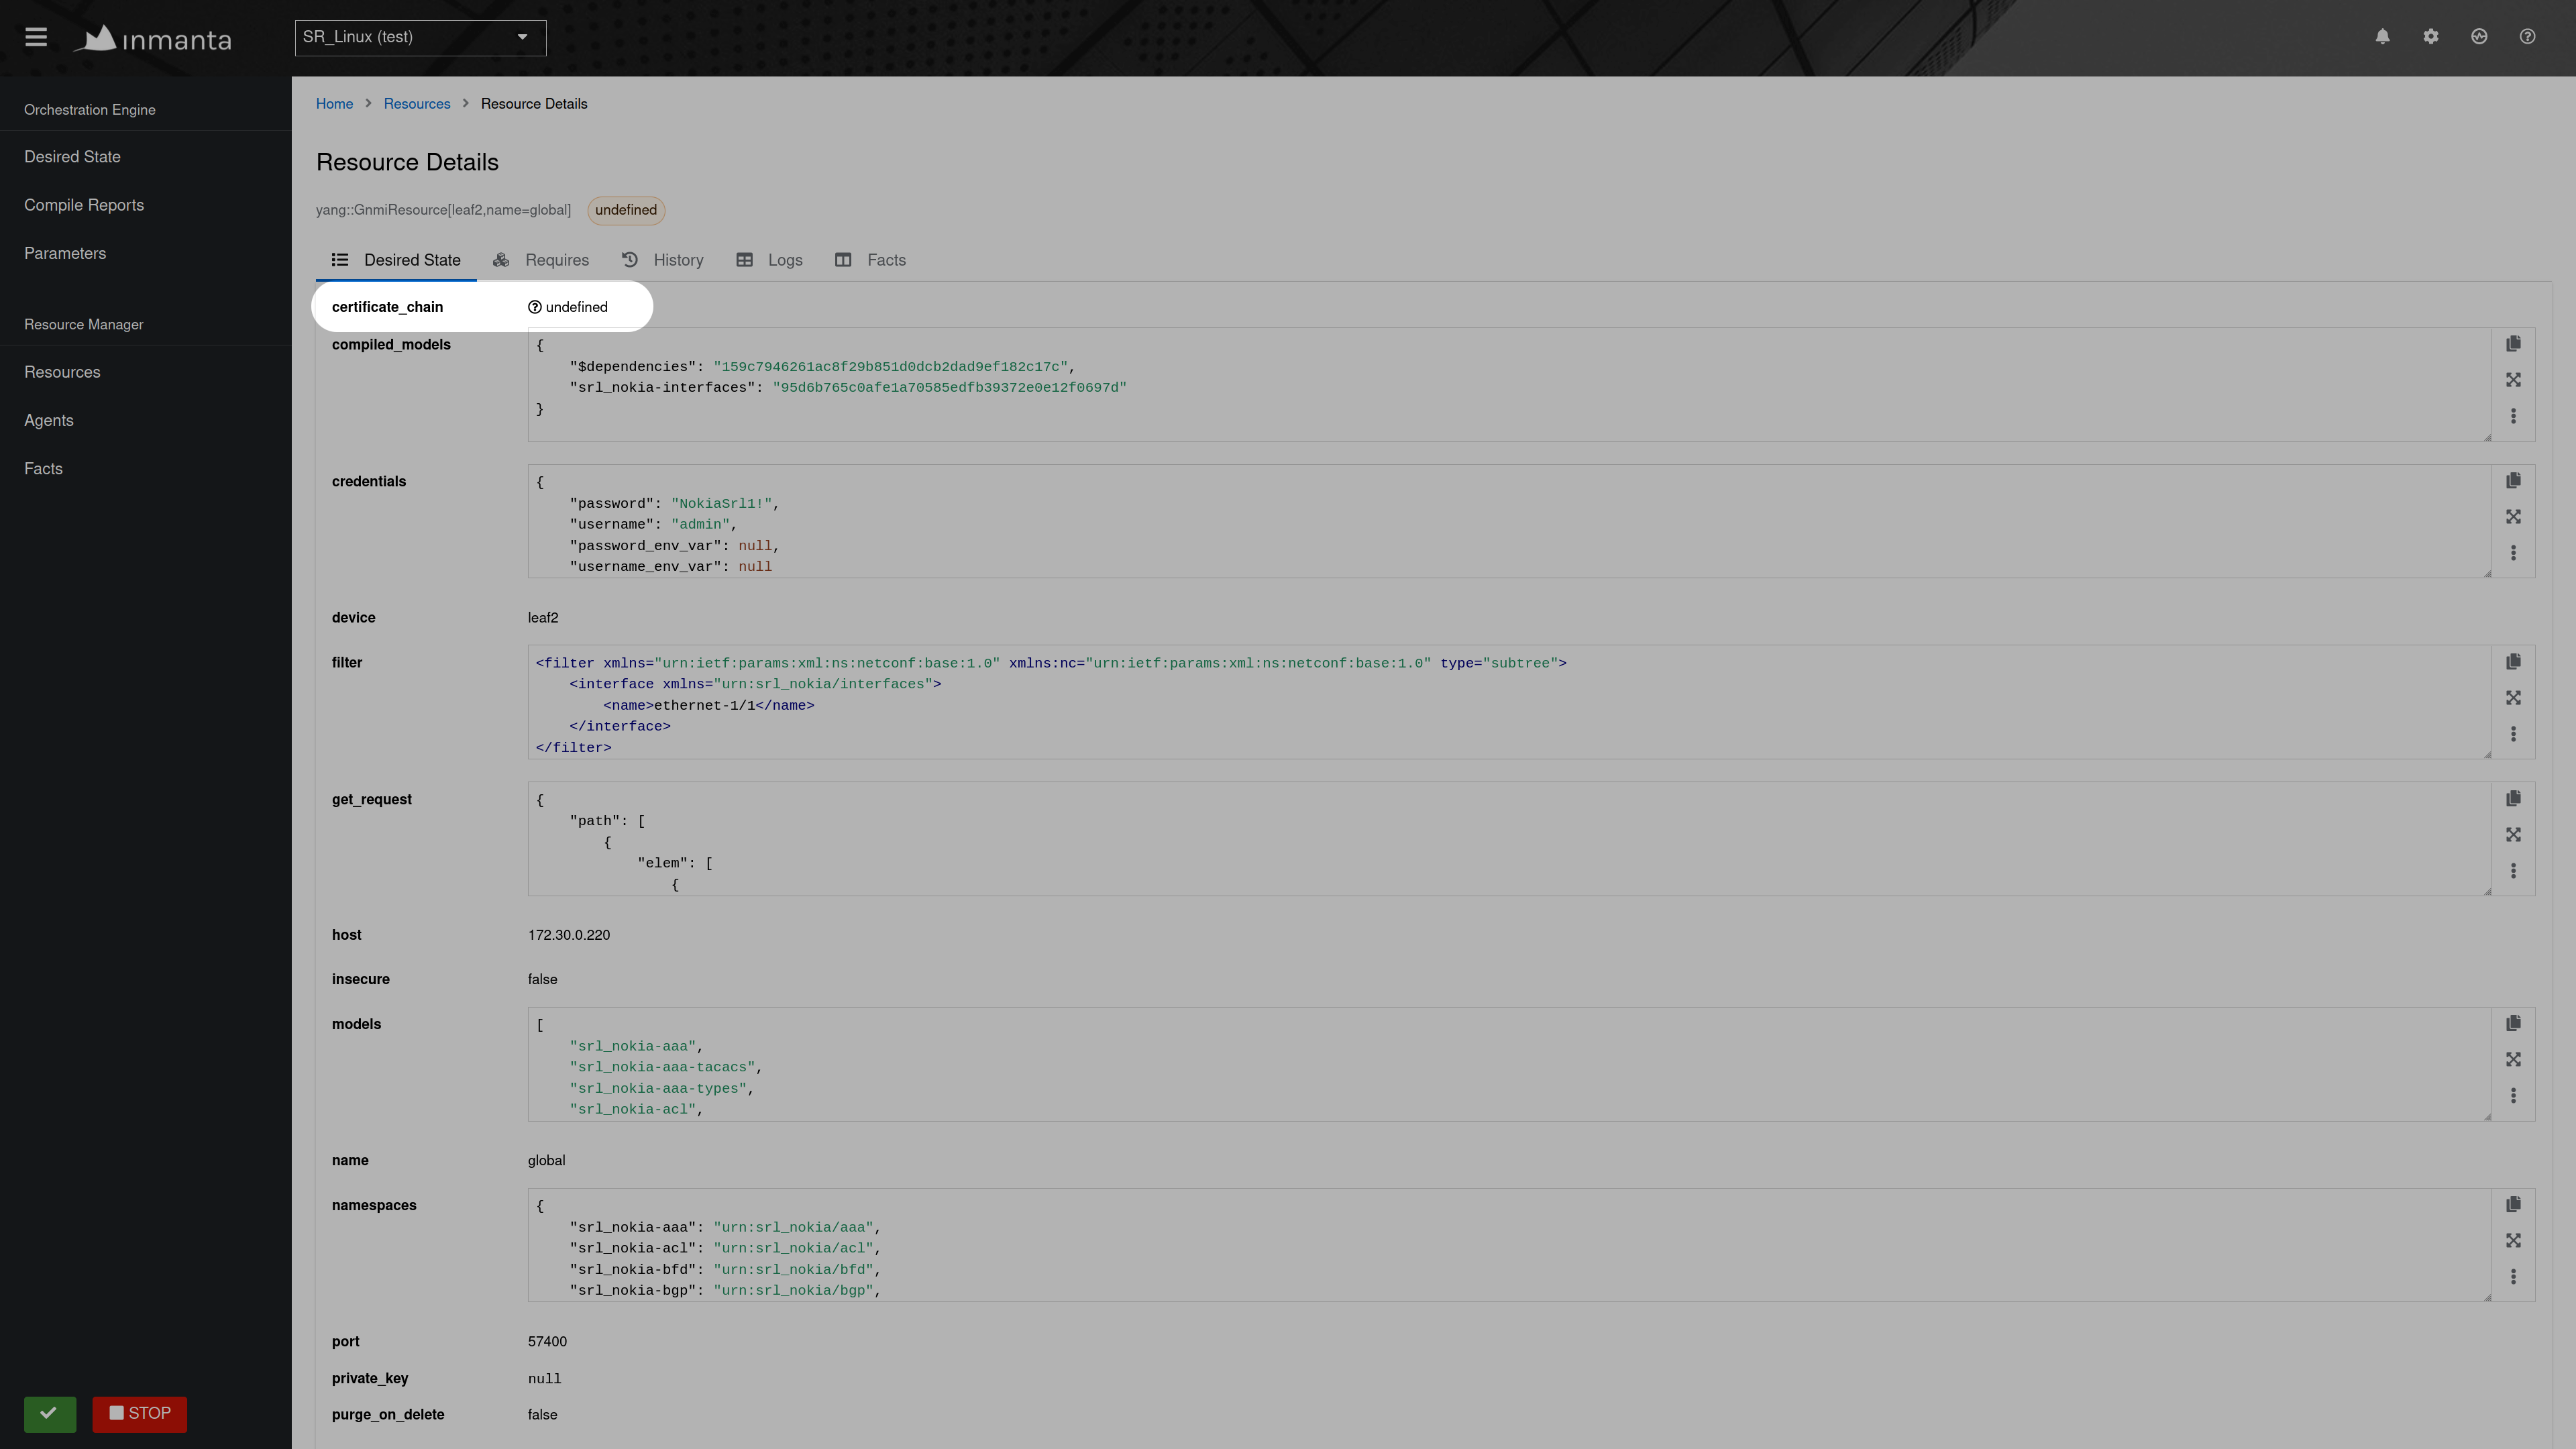 inmanta
SR_Linux (test)
Orchestration Engine
Desired State
Compile Reports
Parameters
Resource Manager
Resources
Agents
Facts
STOP
Home > Resources > Resource Details
Resource Details
yang::GnmiResource[leaf2,name=global] undefined
Desired State Requires History Logs Facts
certificate_chain undefined
compiled_models
{
    "$dependencies": "159c7946261ac8f29b851d0dcb2dad9ef182c17c",
    "srl_nokia-interfaces": "95d6b765c0afe1a70585edfb39372e0e12f0697d"
}
credentials
{
    "password": "NokiaSrl1!",
    "username": "admin",
    "password_env_var": null,
    "username_env_var": null
device leaf2
filter
<filter xmlns="urn:ietf:params:xml:ns:netconf:base:1.0" xmlns:nc="urn:ietf:params:xml:ns:netconf:base:1.0" type="subtree">
    <interface xmlns="urn:srl_nokia/interfaces">
        <name>ethernet-1/1</name>
    </interface>
</filter>
get_request
{
    "path": [
        {
            "elem": [
                {
host 172.30.0.220
insecure false
models
[
    "srl_nokia-aaa",
    "srl_nokia-aaa-tacacs",
    "srl_nokia-aaa-types",
    "srl_nokia-acl",
name global
namespaces
{
    "srl_nokia-aaa": "urn:srl_nokia/aaa",
    "srl_nokia-acl": "urn:srl_nokia/acl",
    "srl_nokia-bfd": "urn:srl_nokia/bfd",
    "srl_nokia-bgp": "urn:srl_nokia/bgp",
port 57400
private_key null
purge_on_delete false